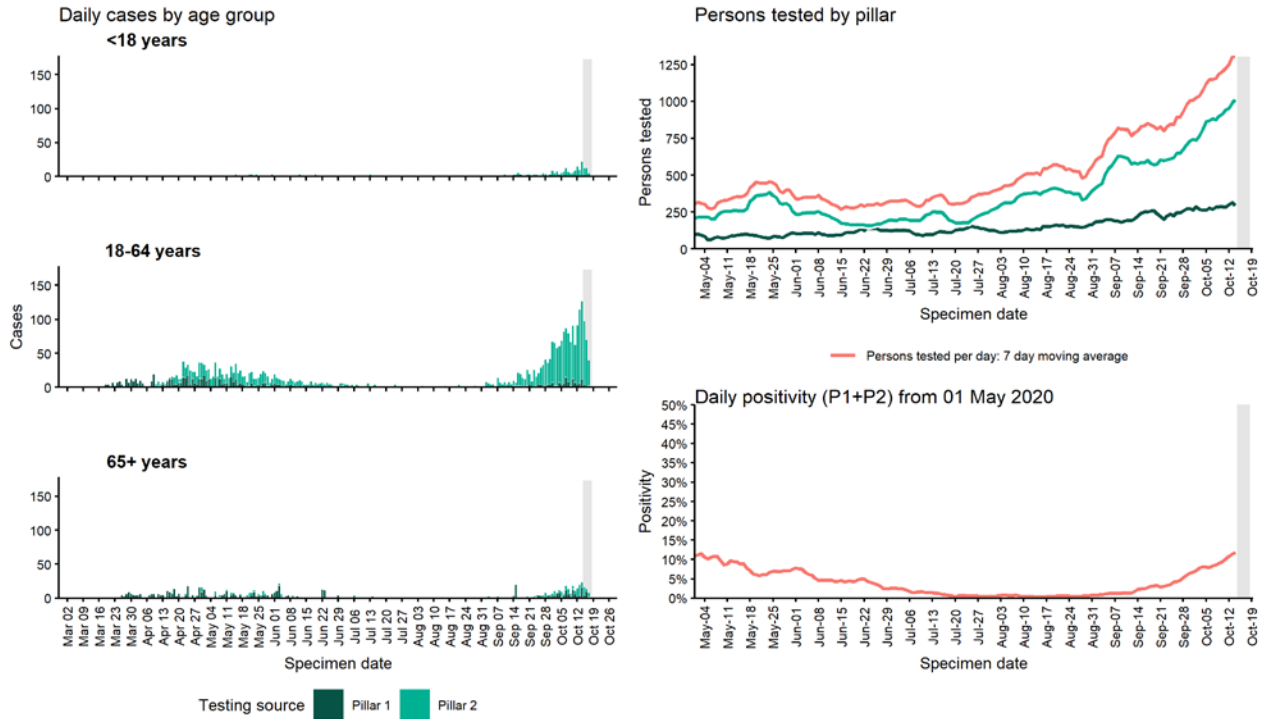 Daily cases by age group
<18 years
150
100
50
0
18-64 years
150
100
50
0
Cases
65+ years
150
100
50
0
Mar 02
Mar 09
Mar 16
Mar 23
Mar 30
Apr 06
Apr 13
Apr 20
Apr 27
May 04
May 11
May 18
May 25
Jun 01
Jun 08
Jun 15
Jun 22
Jun 29
Jul 06
Jul 13
Jul 20
Jul 27
Aug 03
Aug 10
Aug 17
Aug 24
Aug 31
Sep 07
Sep 14
Sep 21
Sep 28
Oct 05
Oct 12
Oct 19
Oct 26
Specimen date
Testing source Pillar 1 Pillar 2
Persons tested by pillar
1250
1000
750
500
250
0
Persons tested
May-04
May-11
May-18
May-25
Jun-01
Jun-08
Jun-15
Jun-22
Jun-29
Jul-06
Jul-13
Jul-20
Jul-27
Aug-03
Aug-10
Aug-17
Aug-24
Aug-31
Sep-07
Sep-14
Sep-21
Sep-28
Oct-05
Oct-12
Oct-19
Specimen date
Persons tested per day: 7 day moving average
Daily positivity (P1+P2) from 01 May 2020
50%
45%
40%
35%
30%
25%
20%
15%
10%
5%
0%
Positivity
May-04
May-11
May-18
May-25
Jun-01
Jun-08
Jun-15
Jun-22
Jun-29
Jul-06
Jul-13
Jul-20
Jul-27
Aug-03
Aug-10
Aug-17
Aug-24
Aug-31
Sep-07
Sep-14
Sep-21
Sep-28
Oct-05
Oct-12
Oct-19
Specimen date